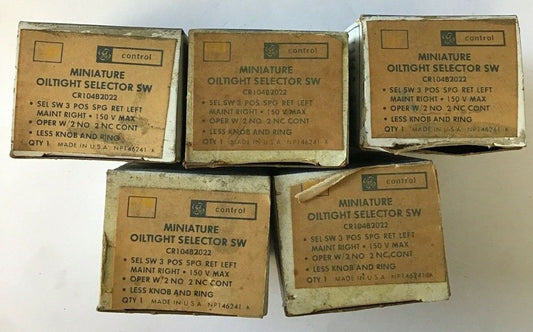 control
MINIATURE
OILTIGHT SELECTOR SW
CR104B2022
• SEL SW 3 POS SPG RET LEFT
MAINT RIGHT • 150 V MAX
• OPER W/2 NO 2 NC CONT
• LESS KNOB AND RING
QTY 1 MADE IN U.S.A. NP146241
control
MINIATURE
OILTIGHT SELECTOR SW
CR104B2022
• SEL SW 3 POS SPG RET LEFT
MAINT RIGHT • 150 V MAX
• OPER W/2 NO 2 NC CONT
• LESS KNOB AND RING
QTY 1 MADE IN U.S.A. NP146241
control
MINIATURE
OILTIGHT SELECTOR SW
CR104B2022
• SEL SW 3 POS SPG RET LEFT
MAINT RIGHT • 150 V MAX
• OPER W/2 NO 2 NC CONT
• LESS KNOB AND RING
QTY 1 MADE IN U.S.A. NP146241
control
MINIATURE
OILTIGHT SELECTOR SW
CR104B2022
• SEL SW 3 POS SPG RET LEFT
MAINT RIGHT • 150 V MAX
• OPER W/2 NO 2 NC CONT
• LESS KNOB AND RING
QTY 1 MADE IN U.S.A. NP146241
control
MINIATURE
OILTIGHT SELECTOR SW
CR104B2022
• SEL SW 3 POS SPG RET LEFT
MAINT RIGHT • 150 V MAX
• OPER W/2 NO 2 NC CONT
• LESS KNOB AND RING
QTY 1 MADE IN U.S.A. NP146241